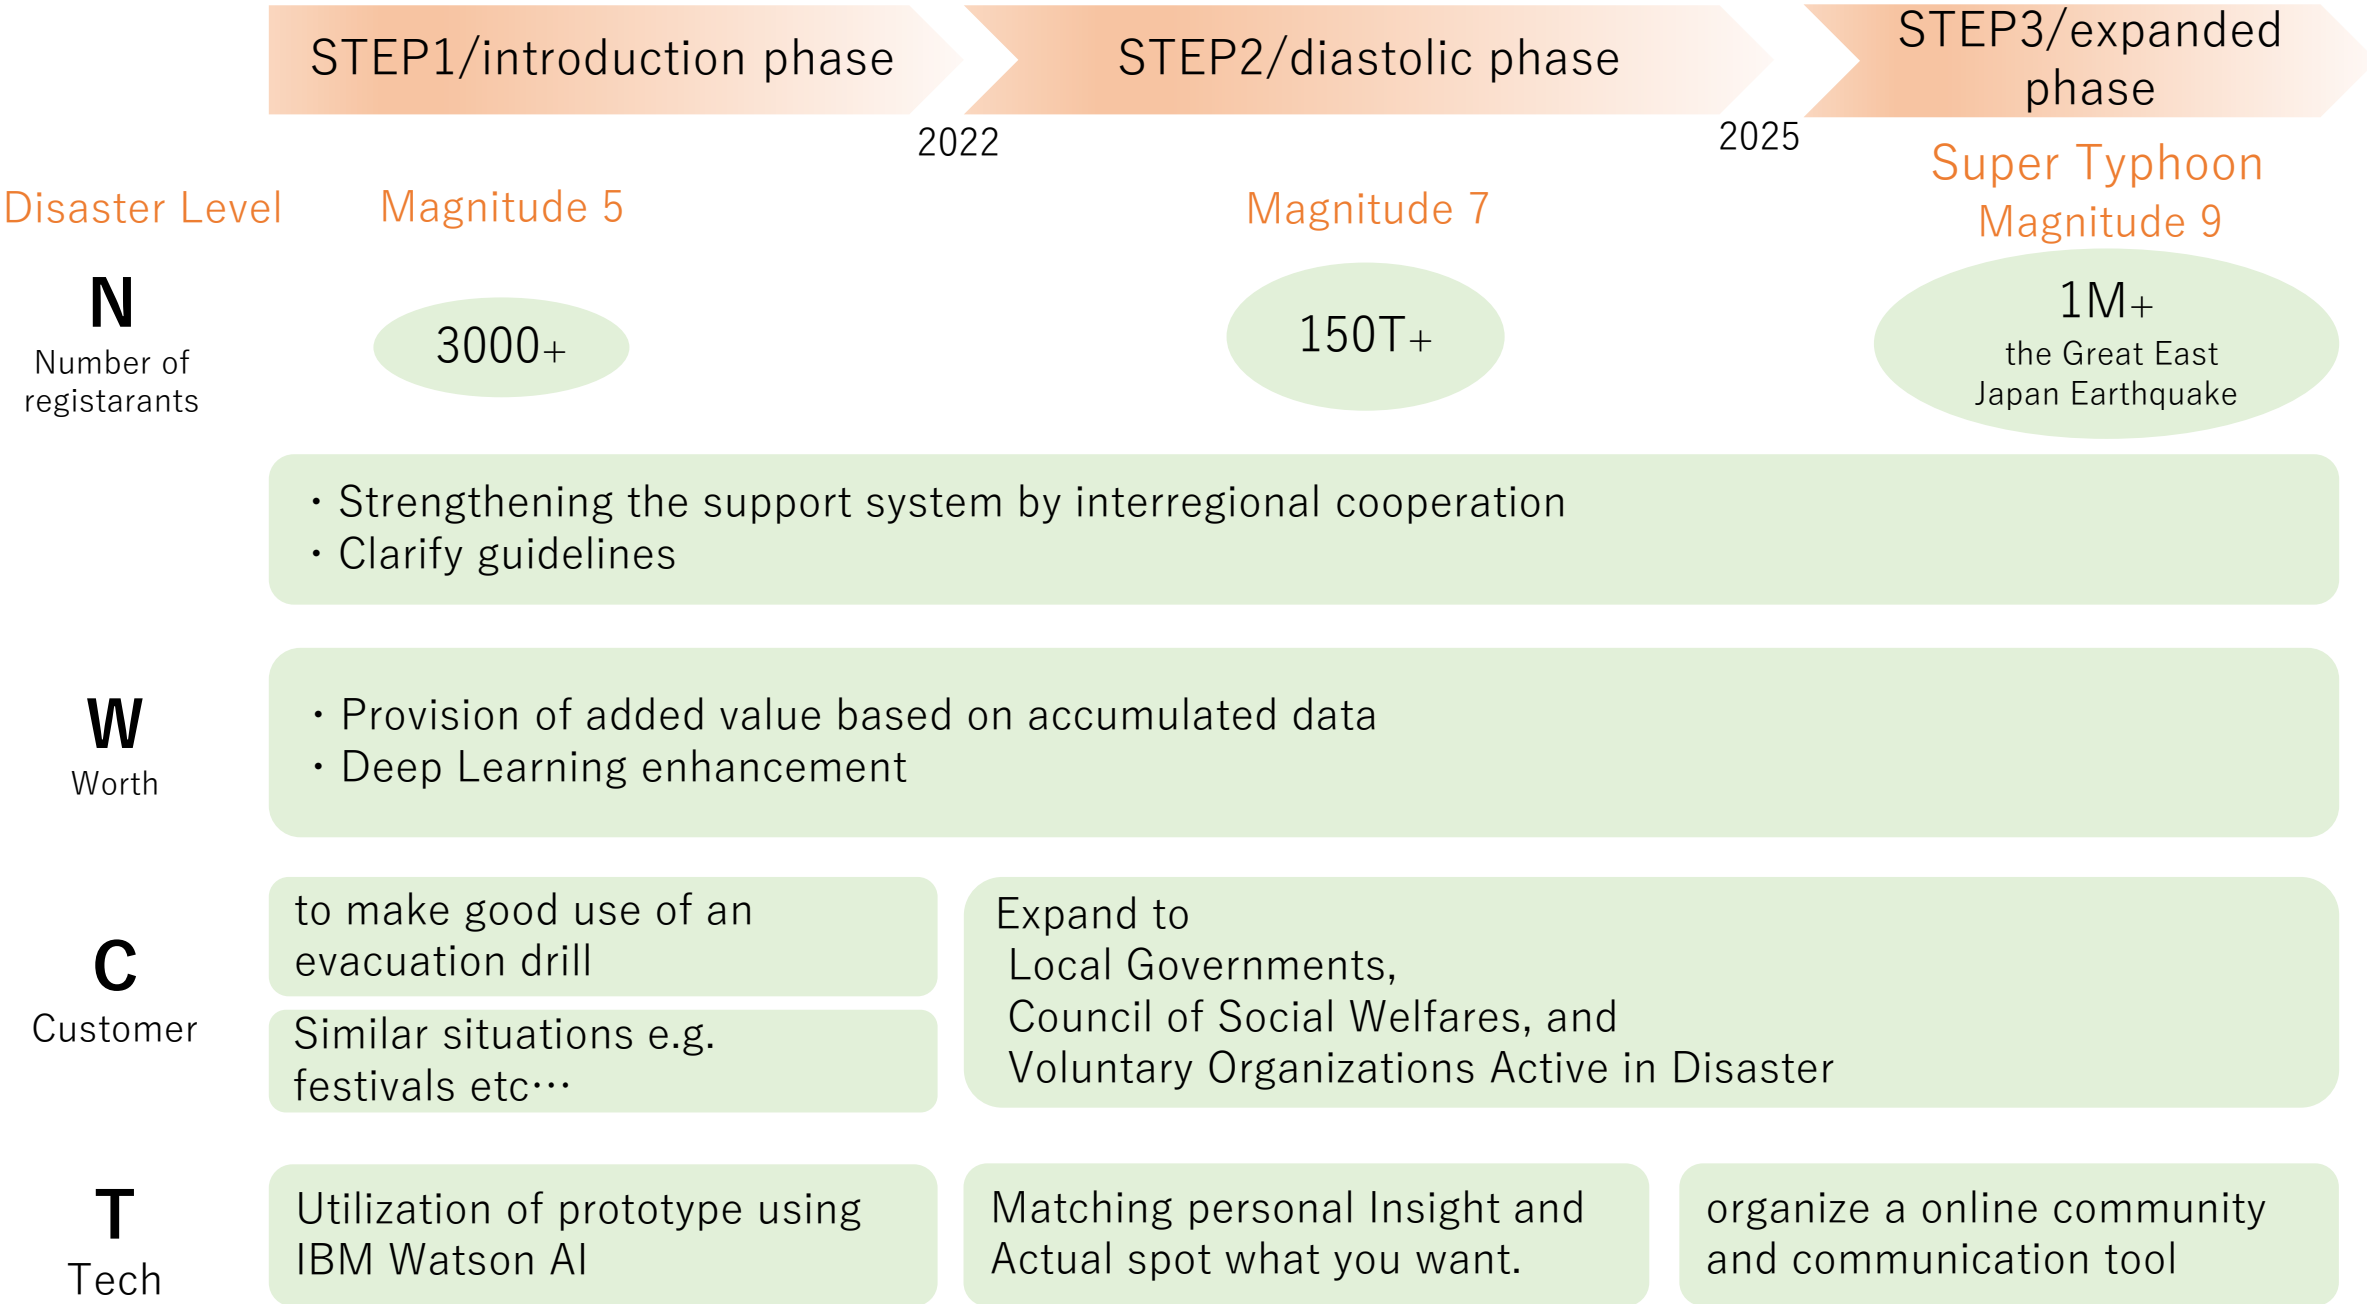 STEP1/introduction phase
STEP2/diastolic phase
STEP3/expanded
phase
2022
2025
Disaster Level
Magnitude 5
Magnitude 7
Super Typhoon
Magnitude 9
N
Number of
registarants
3000+
150T+
1M+
the Great East
Japan Earthquake
・Strengthening the support system by interregional cooperation
・Clarify guidelines
W
Worth
・Provision of added value based on accumulated data
・Deep Learning enhancement
C
Customer
to make good use of an
evacuation drill
Similar situations e.g.
festivals etc…
Expand to
Local Governments,
Council of Social Welfares, and
Voluntary Organizations Active in Disaster
T
Tech
Utilization of prototype using
IBM Watson AI
Matching personal Insight and
Actual spot what you want.
organize a online community
and communication tool